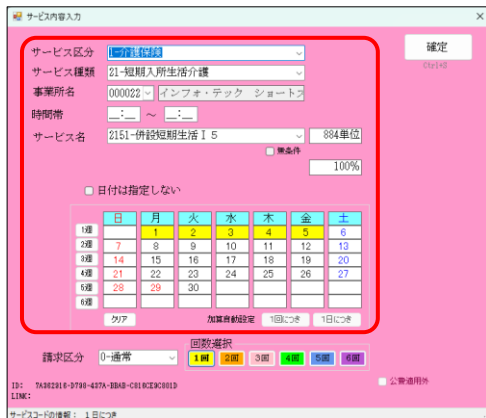 サービス内容入力
サービス区分 1-介護保険 確定
Ctrl+S
サービス種類 21-短期入所生活介護
事業所名 000022 インフォ・テック ショートス
時間帯 __:__ ～ __:__
サービス名 2151-併設短期生活Ⅰ5 884単位
無条件
100%
日付は指定しない
日 月 火 水 木 金 土
1週 1 2 3 4 5 6
2週 7 8 9 10 11 12 13
3週 14 15 16 17 18 19 20
4週 21 22 23 24 25 26 27
5週 28 29 30
6週
クリア 加算自動設定 1回につき 1日につき
回数選択
請求区分 0-通常 1回 2回 3回 4回 5回 6回
公費適用外
LINK:
サービスコードの情報： 1日につき